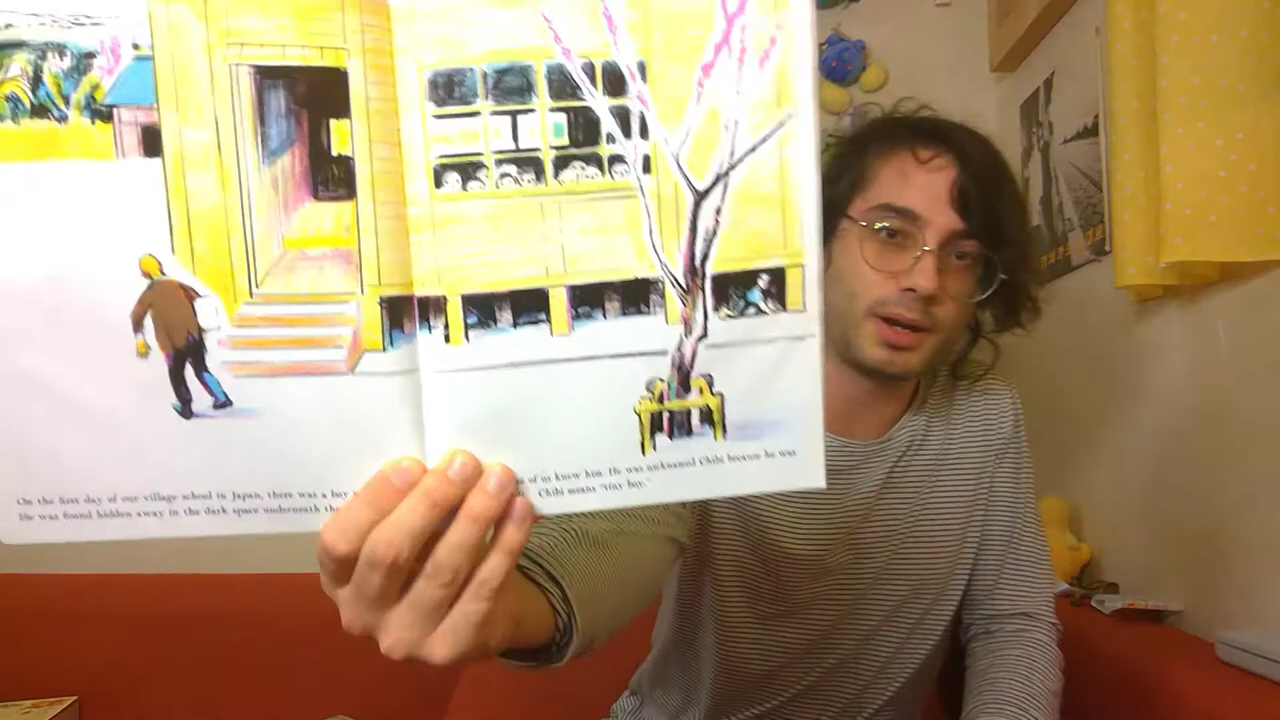 On the first day of our village school in Japan, there was a boy
He was found hidden away in the dark space underneath the
of us knew him. He was nicknamed Chibi because he was
Chibi means "tiny boy."